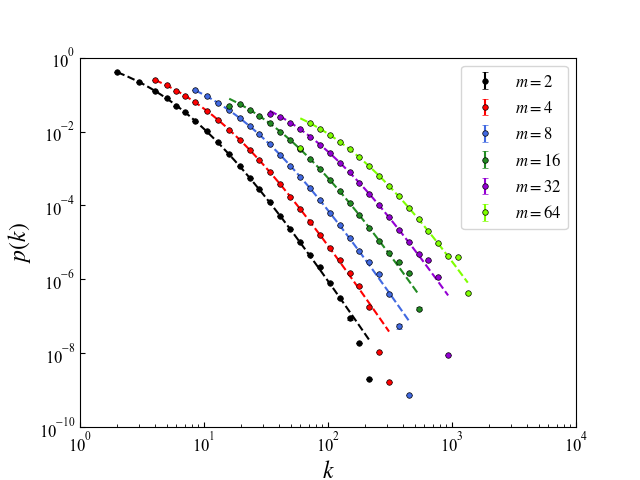 10^0
10^-2
10^-4
10^-6
10^-8
10^-10
p(k)
m = 2
m = 4
m = 8
m = 16
m = 32
m = 64
10^0 10^1 10^2 10^3 10^4
k